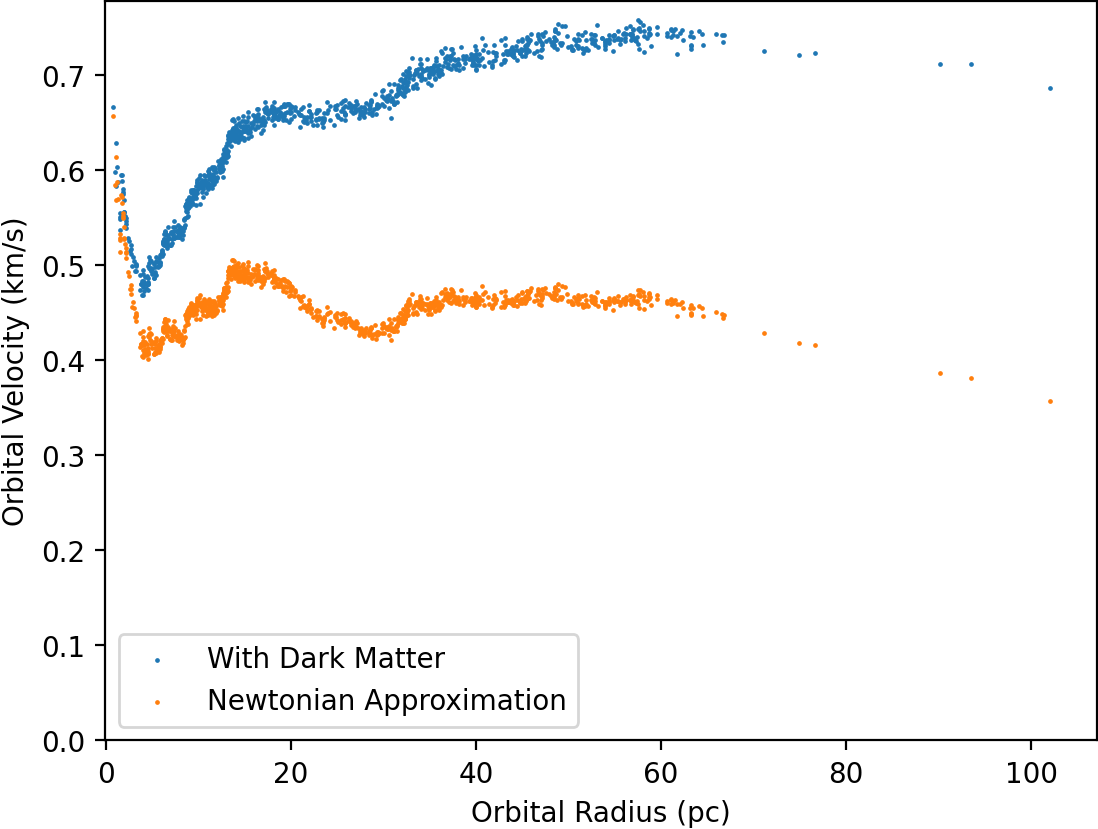 0.7
0.6
0.5
0.4
0.3
0.2
0.1
0.0
Orbital Velocity (km/s)
With Dark Matter
Newtonian Approximation
0 20 40 60 80 100
Orbital Radius (pc)